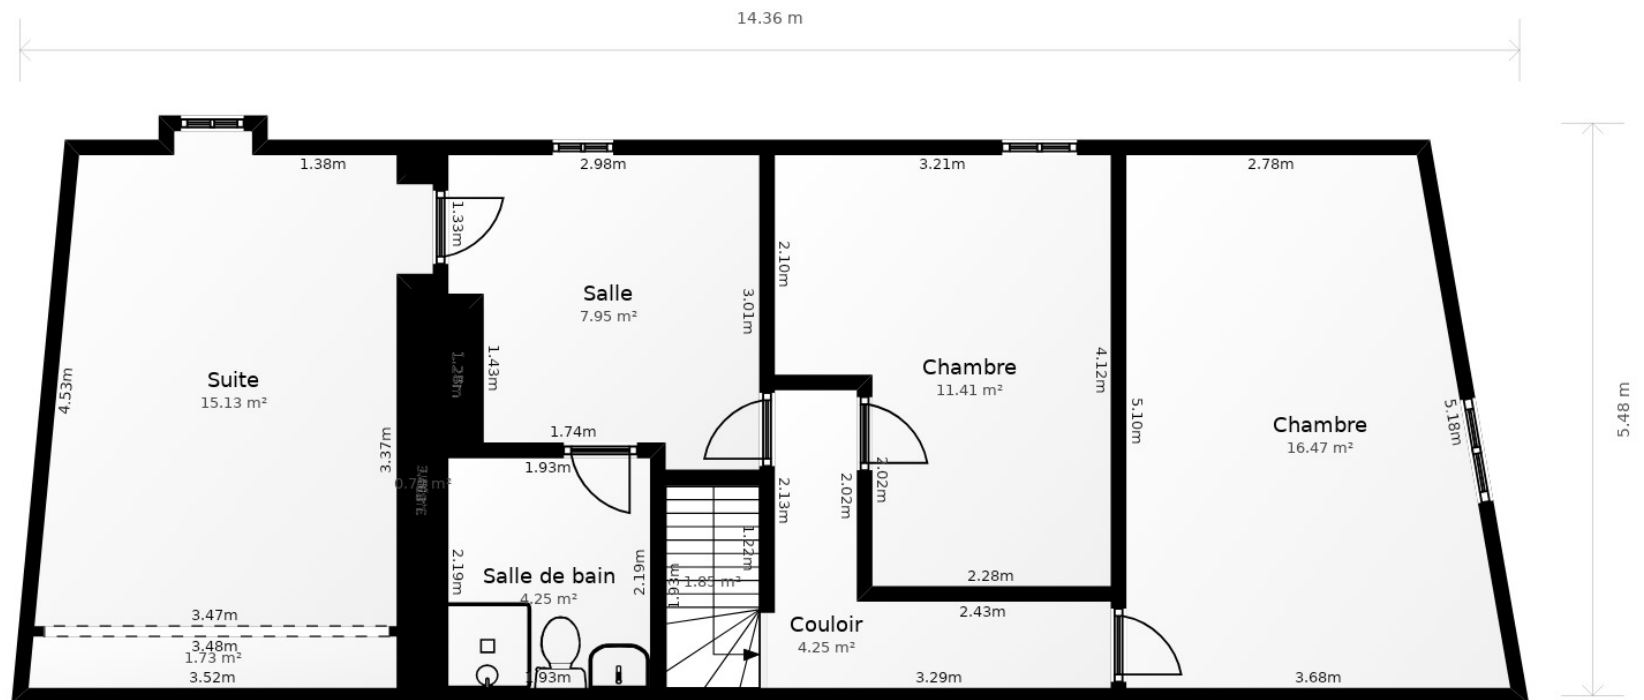 14.36 m
1.38m
2.98m
3.21m
2.78m
1.33m
2.10m
3.01m
Salle
7.95 m²
Suite
15.13 m²
4.53m
1.43m
Chambre
11.41 m²
4.12m
5.10m
5.18m
5.48 m
Chambre
16.47 m²
3.37m
1.74m
1.93m
2.02m
2.02m
2.13m
2.19m
2.19m
1.22m
1.93m
1.85 m²
Salle de bain
4.25 m²
2.28m
2.43m
Couloir
4.25 m²
3.47m
3.48m
1.73 m²
3.52m
1.93m
3.29m
3.68m